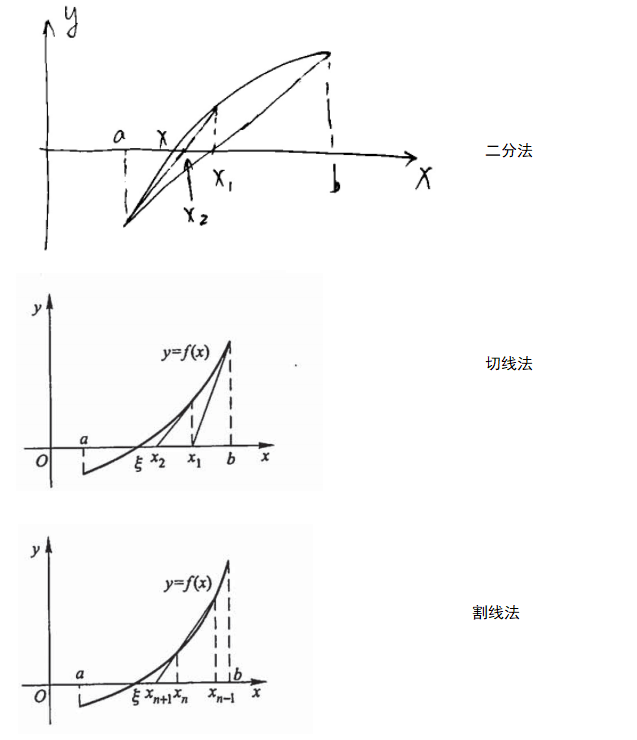 y
a x
x₁ b x
x₂
二分法
y
y=f(x)
切线法
a
O ξ x₂ x₁ b x
y
y=f(x)
割线法
a b
O ξ xₙ₊₁ xₙ xₙ₋₁ x